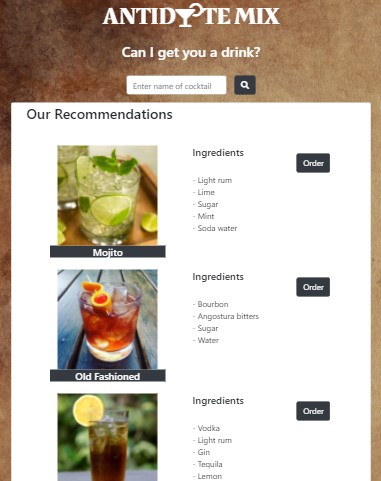 ANTIDOTE MIX
Can I get you a drink?
Enter name of cocktail
Our Recommendations
Ingredients
Order
- Light rum
- Lime
- Sugar
- Mint
- Soda water
Mojito
Ingredients
Order
- Bourbon
- Angostura bitters
- Sugar
- Water
Old Fashioned
Ingredients
Order
- Vodka
- Light rum
- Gin
- Tequila
- Lemon